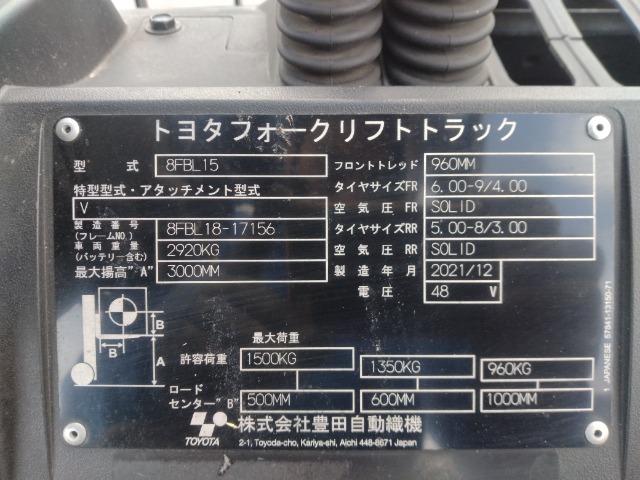 トヨタフォークリフトトラック
型式 8FBL15 フロントトレッド 960MM
特型型式・アタッチメント型式 タイヤサイズFR 6.00-9/4.00
V 空気圧 FR SOLID
製造番号(フレームNO.) 8FBL18-17156 タイヤサイズRR 5.00-8/3.00
車両重量(バッテリー含む) 2920KG 空気圧 RR SOLID
最大揚高"A" 3000MM 製造年月 2021/12
電圧 48 V
B
B A
最大荷重
許容荷重 1500KG 1350KG 960KG
ロードセンター"B" 500MM 600MM 1000MM
TOYOTA 株式会社豊田自動織機
2-1, Toyoda-cho, Kariya-shi, Aichi 448-8671 Japan
1 JAPANESE 57841-13150-71